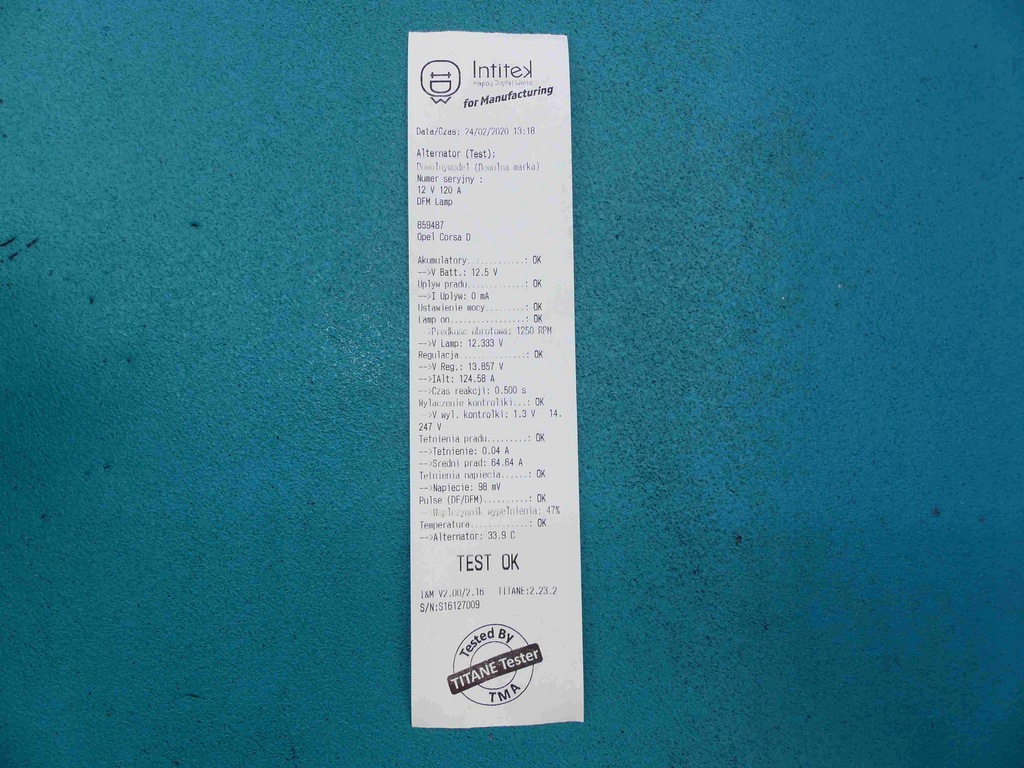 Intitek
Happy Digital World
for Manufacturing
Data/Czas: 24/02/2020 13:18
Alternator (Test):
Dowolnymodel (Dowolna marka)
Numer seryjny :
12 V 120 A
DFM Lamp
859487
Opel Corsa D
Akumulatory............: OK
-->V Batt.: 12.5 V
Uplyw pradu............: OK
-->I Uplyw: 0 mA
Ustawienie mocy........: OK
Lamp on................: OK
-->Predkosc obrotowa: 1250 RPM
-->V Lamp: 12.333 V
Regulacja..............: OK
-->V Reg.: 13.857 V
-->IAlt: 124.58 A
-->Czas reakcji: 0.500 s
Wylaczenie kontrolki...: OK
-->V wyl. kontrolki: 1.3 V - 14.
247 V
Tetnienia pradu........: OK
-->Tetnienie: 0.04 A
-->Sredni prad: 64.64 A
Tetnienia napiecia.....: OK
-->Napiecie: 98 mV
Pulse (DF/DFM).........: OK
-->Wspolczynnik wypelnienia: 47%
Temperatura............: OK
-->Alternator: 33.9 C
TEST OK
I&M V2.00/2.16 TITANE:2.23.2
S/N:S16127009
Tested By
TITANE Tester
TMA